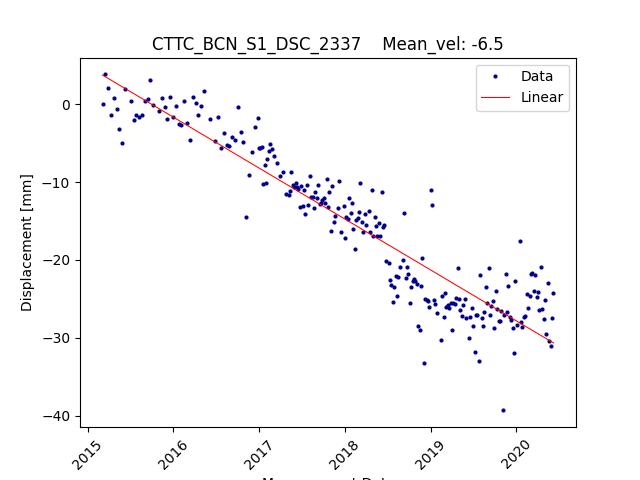 CTTC_BCN_S1_DSC_2337    Mean_vel: -6.5
Data
Linear
Displacement [mm]
0
−10
−20
−30
−40
2015 2016 2017 2018 2019 2020